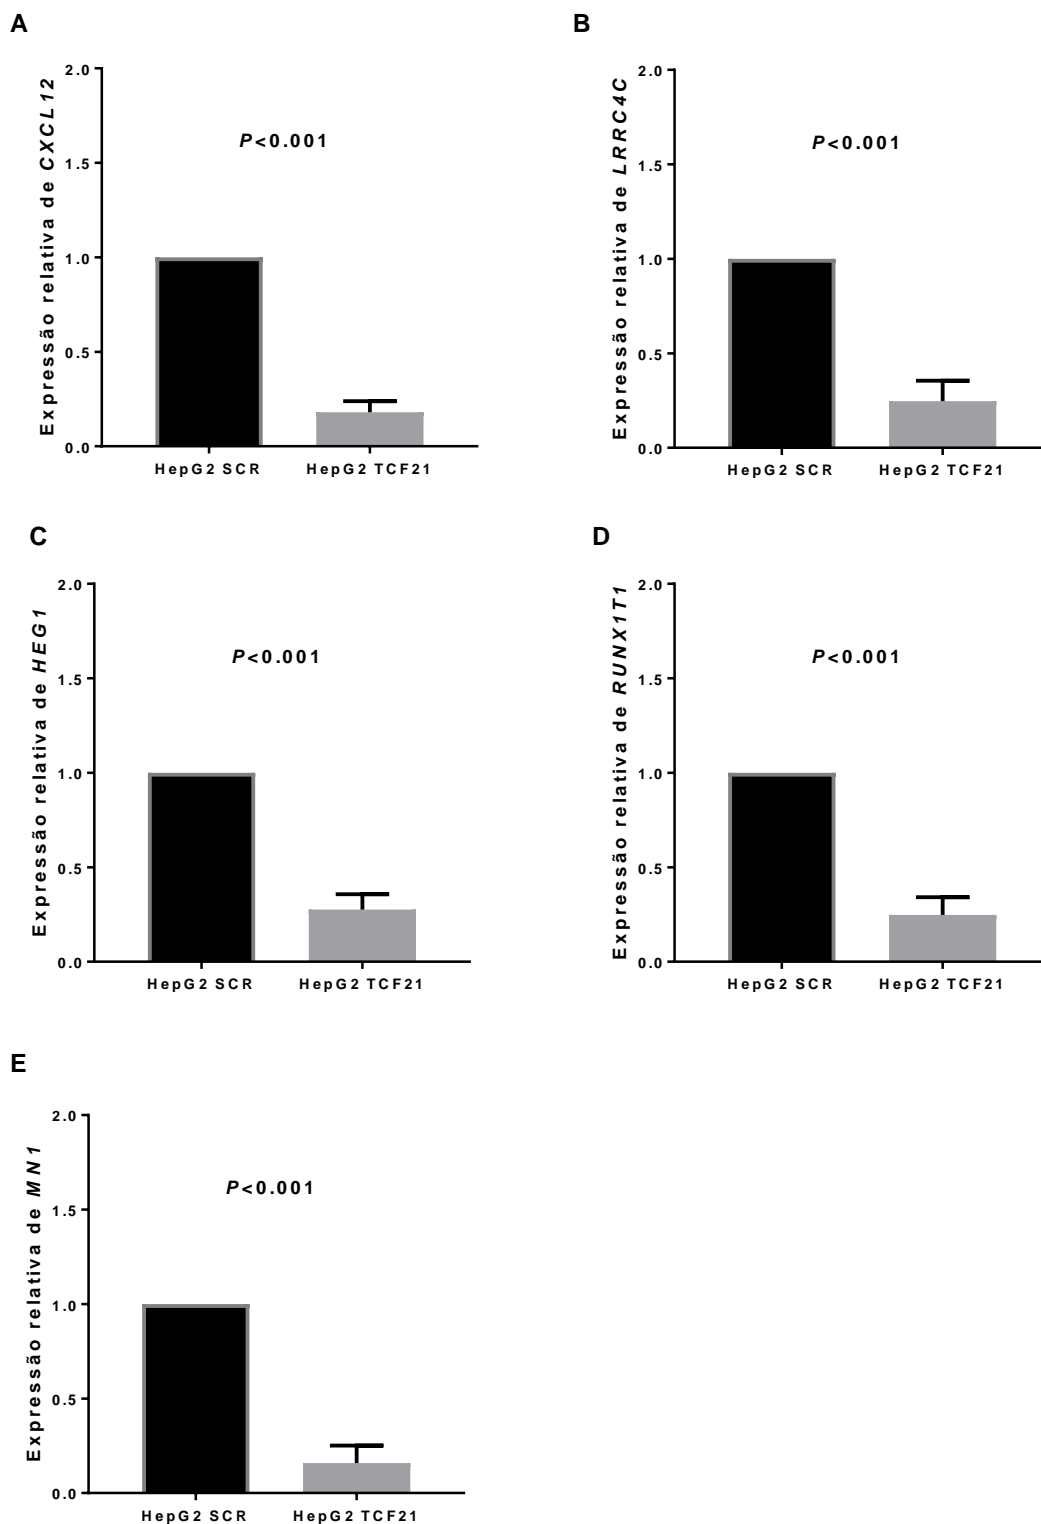 A
Expressão relativa de CXCL12
2.0
1.5
1.0
0.5
0.0
P<0.001
HepG2 SCR
HepG2 TCF21
B
Expressão relativa de LRRC4C
2.0
1.5
1.0
0.5
0.0
P<0.001
HepG2 SCR
HepG2 TCF21
C
Expressão relativa de HEG1
2.0
1.5
1.0
0.5
0.0
P<0.001
HepG2 SCR
HepG2 TCF21
D
Expressão relativa de RUNX1T1
2.0
1.5
1.0
0.5
0.0
P<0.001
HepG2 SCR
HepG2 TCF21
E
Expressão relativa de MN1
2.0
1.5
1.0
0.5
0.0
P<0.001
HepG2 SCR
HepG2 TCF21